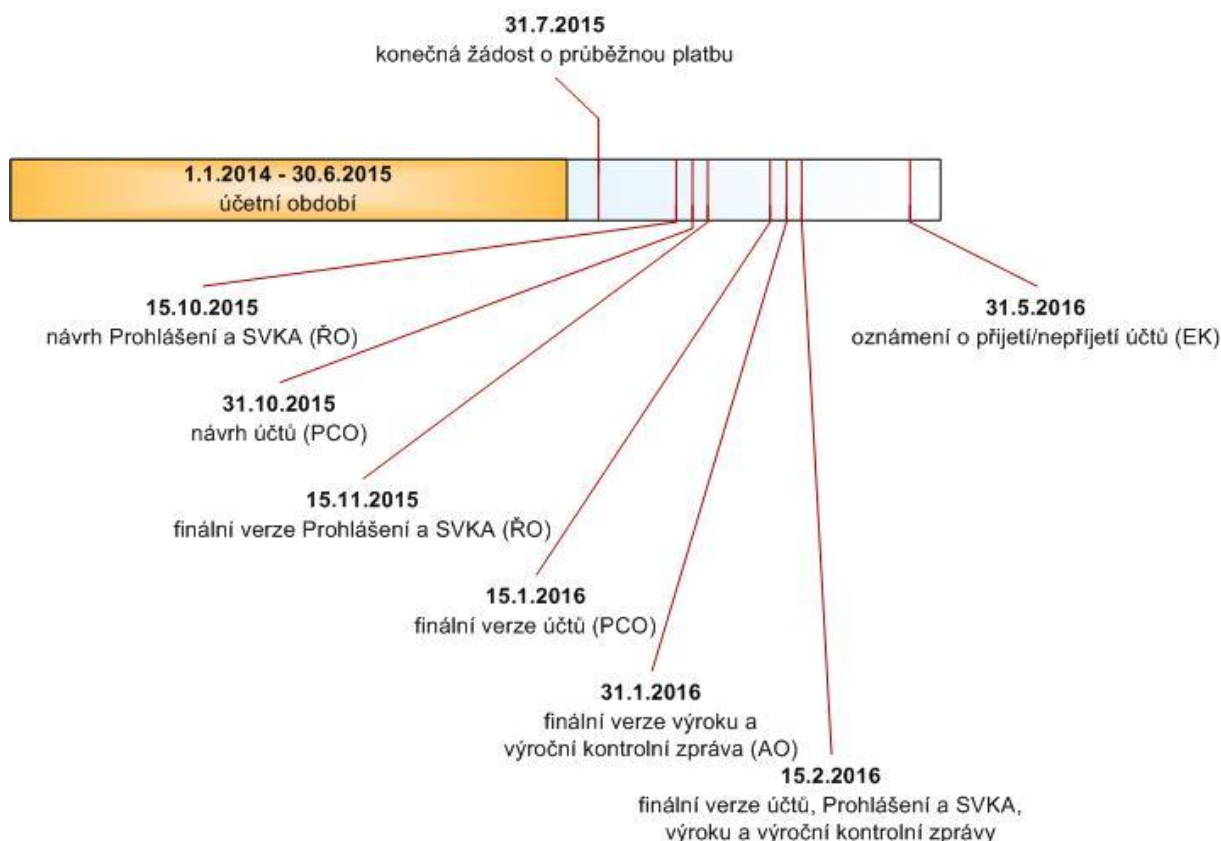 31.7.2015
konečná žádost o průběžnou platbu
1.1.2014 - 30.6.2015
účetní období
15.10.2015
návrh Prohlášení a SVKA (ŘO)
31.5.2016
oznámení o přijetí/nepříjetí účtů (EK)
31.10.2015
návrh účtů (PCO)
15.11.2015
finální verze Prohlášení a SVKA (ŘO)
15.1.2016
finální verze účtů (PCO)
31.1.2016
finální verze výroku a
výroční kontrolní zpráva (AO)
15.2.2016
finální verze účtů, Prohlášení a SVKA,
výroku a výroční kontrolní zprávy